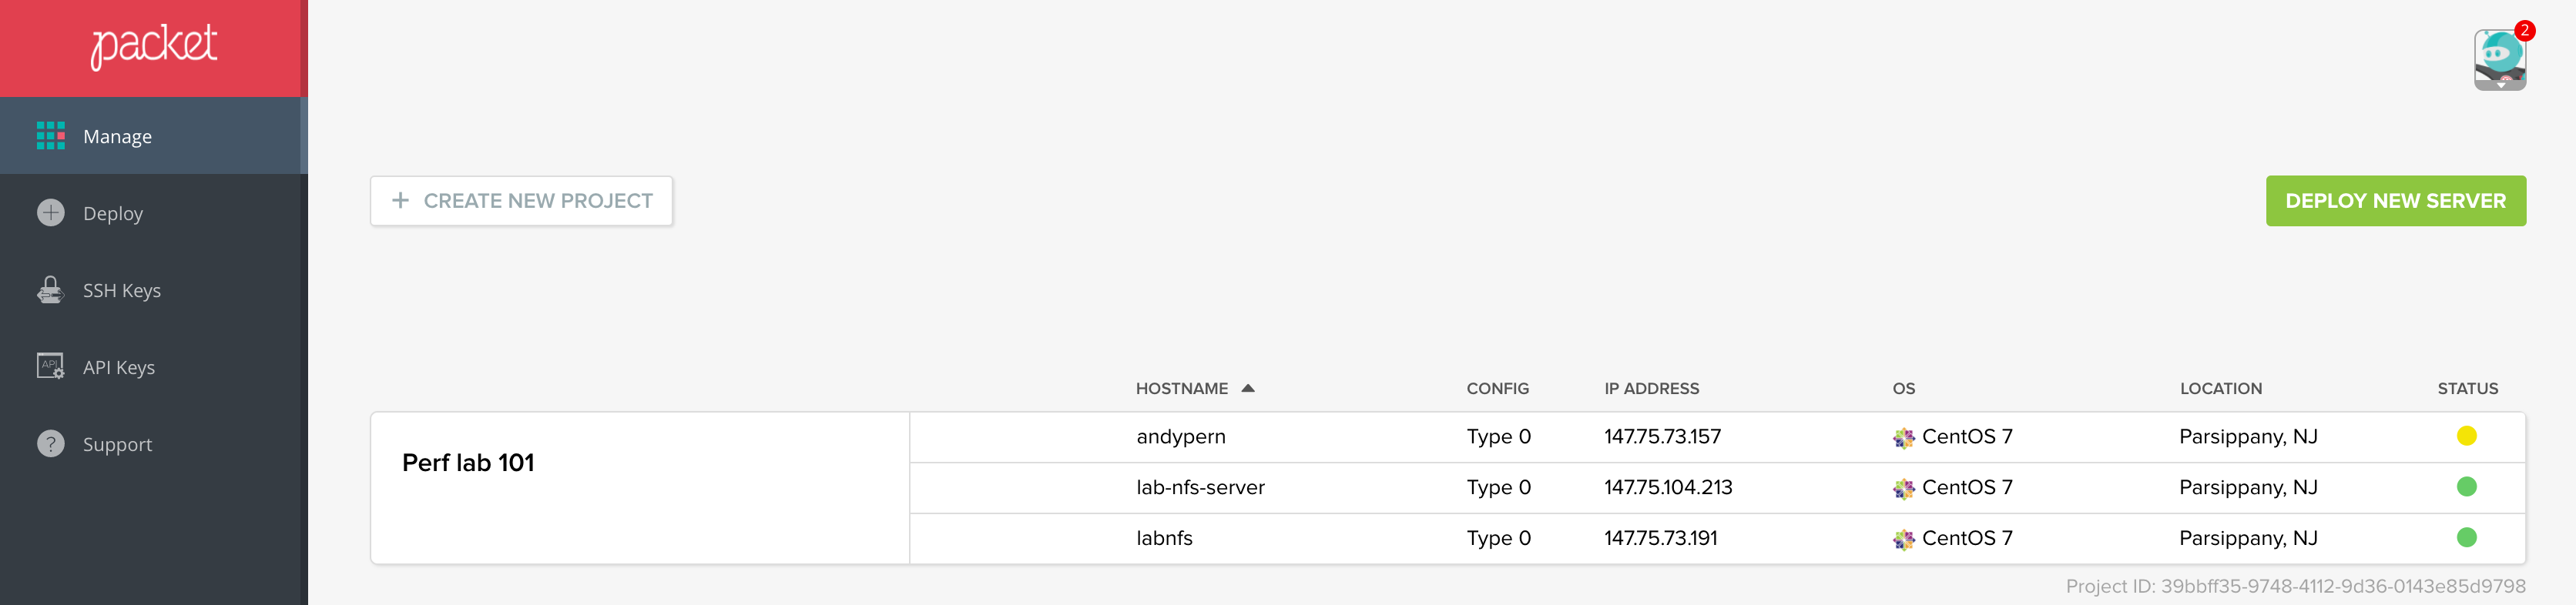 packet
2
Manage
Deploy
SSH Keys
API Keys
Support
+ CREATE NEW PROJECT
DEPLOY NEW SERVER
HOSTNAME CONFIG IP ADDRESS OS LOCATION STATUS
Perf lab 101
andypern Type 0 147.75.73.157 CentOS 7 Parsippany, NJ
lab-nfs-server Type 0 147.75.104.213 CentOS 7 Parsippany, NJ
labnfs Type 0 147.75.73.191 CentOS 7 Parsippany, NJ
Project ID: 39bbff35-9748-4112-9d36-0143e85d9798